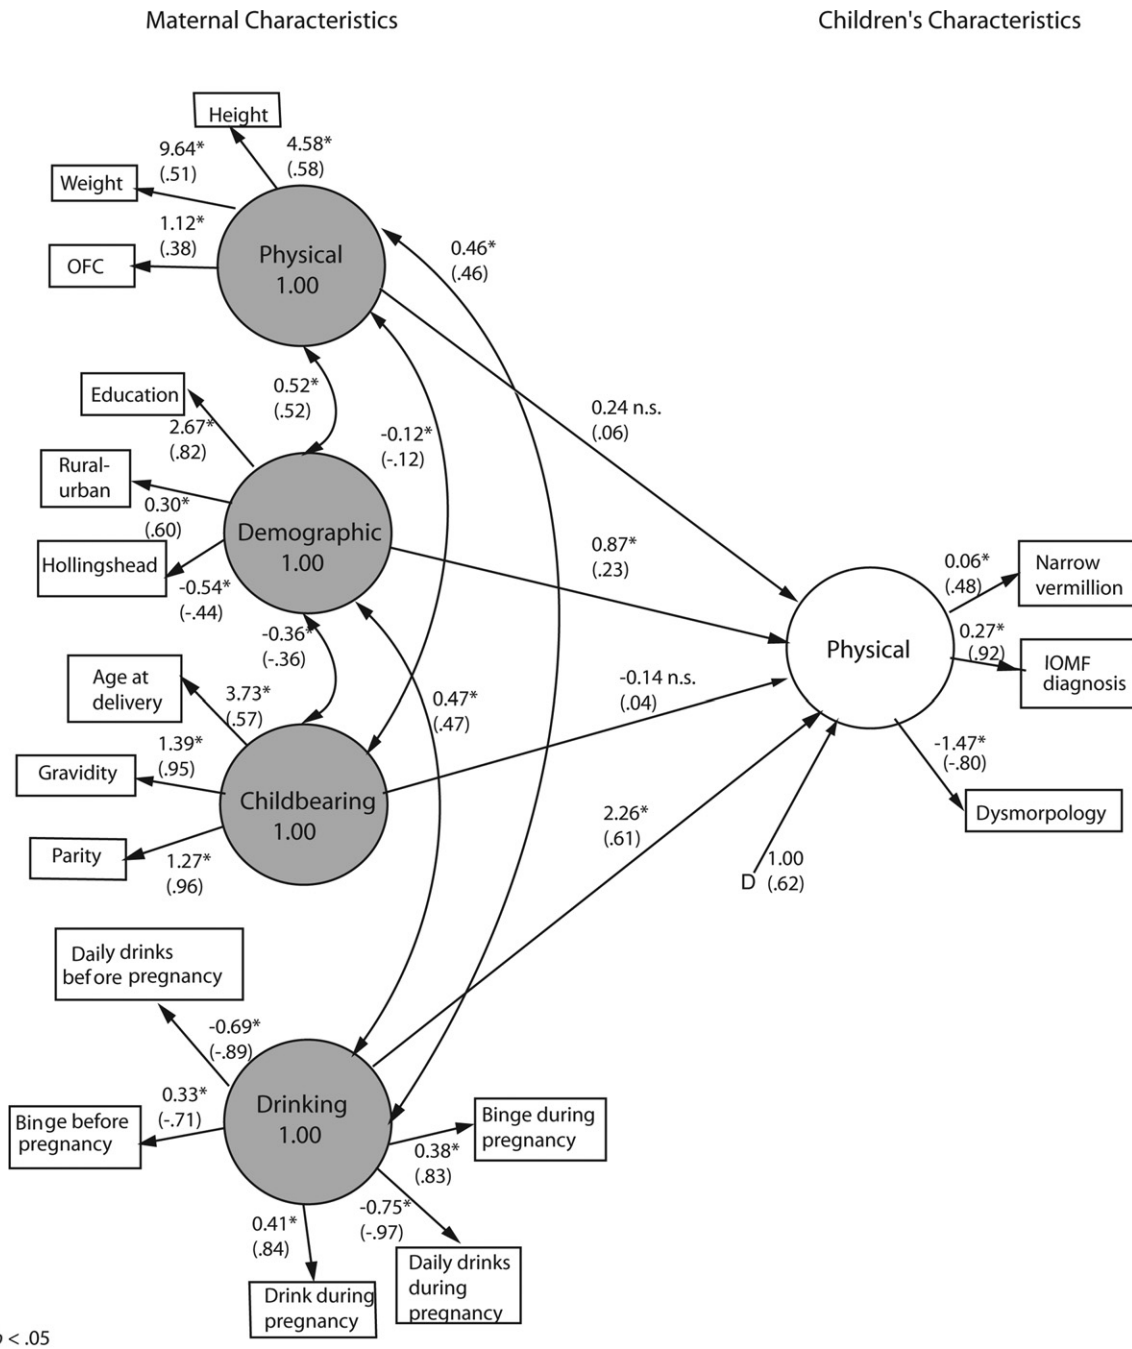 Maternal Characteristics
Children's Characteristics
Height
9.64*
(.51)
4.58*
(.58)
Weight
1.12*
(.38)
OFC
Physical
1.00
0.46*
(.46)
0.52*
(.52)
Education
2.67*
(.82)
-0.12*
(-.12)
0.24 n.s.
(.06)
Rural-
urban
0.30*
(.60)
Demographic
1.00
Hollingshead
-0.54*
(-.44)
0.87*
(.23)
0.06*
(.48)
Narrow
vermillion
Physical
0.27*
(.92)
IOMF
diagnosis
-0.36*
(-.36)
Age at
delivery
3.73*
(.57)
0.47*
(.47)
-0.14 n.s.
(.04)
-1.47*
(-.80)
Gravidity
1.39*
(.95)
Childbearing
1.00
Dysmorpology
2.26*
(.61)
Parity
1.27*
(.96)
1.00
D (.62)
Daily drinks
before pregnancy
-0.69*
(-.89)
0.33*
(-.71)
Drinking
1.00
Binge before
pregnancy
Binge during
pregnancy
0.38*
(.83)
-0.75*
(-.97)
0.41*
(.84)
Daily drinks
during
pregnancy
Drink during
pregnancy
< .05